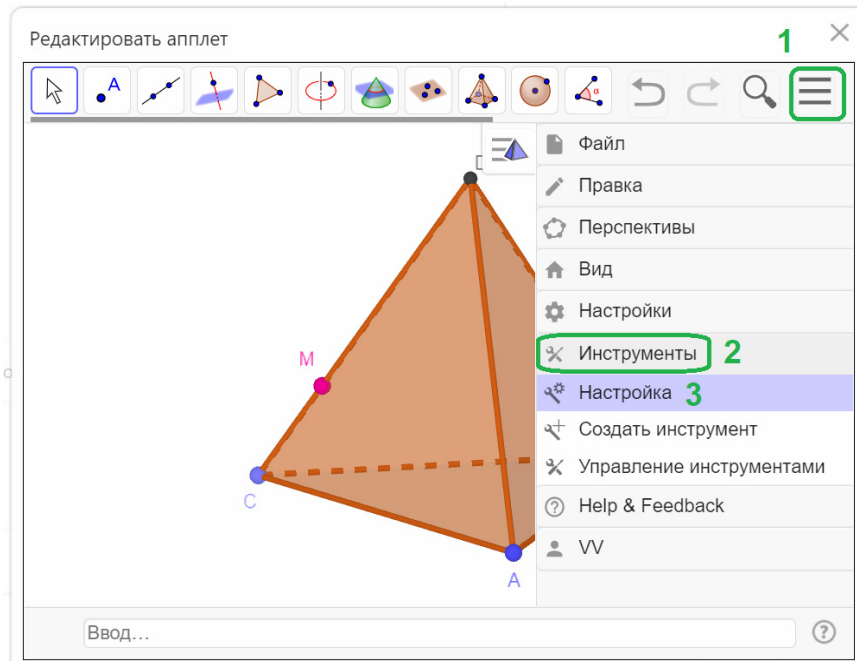 1
Редактировать апплет
A
α
D
Файл
Правка
Перспективы
Вид
Настройки
M
Инструменты 2
Настройка 3
Создать инструмент
Управление инструментами
C
Help & Feedback
VV
A
Ввод...
?